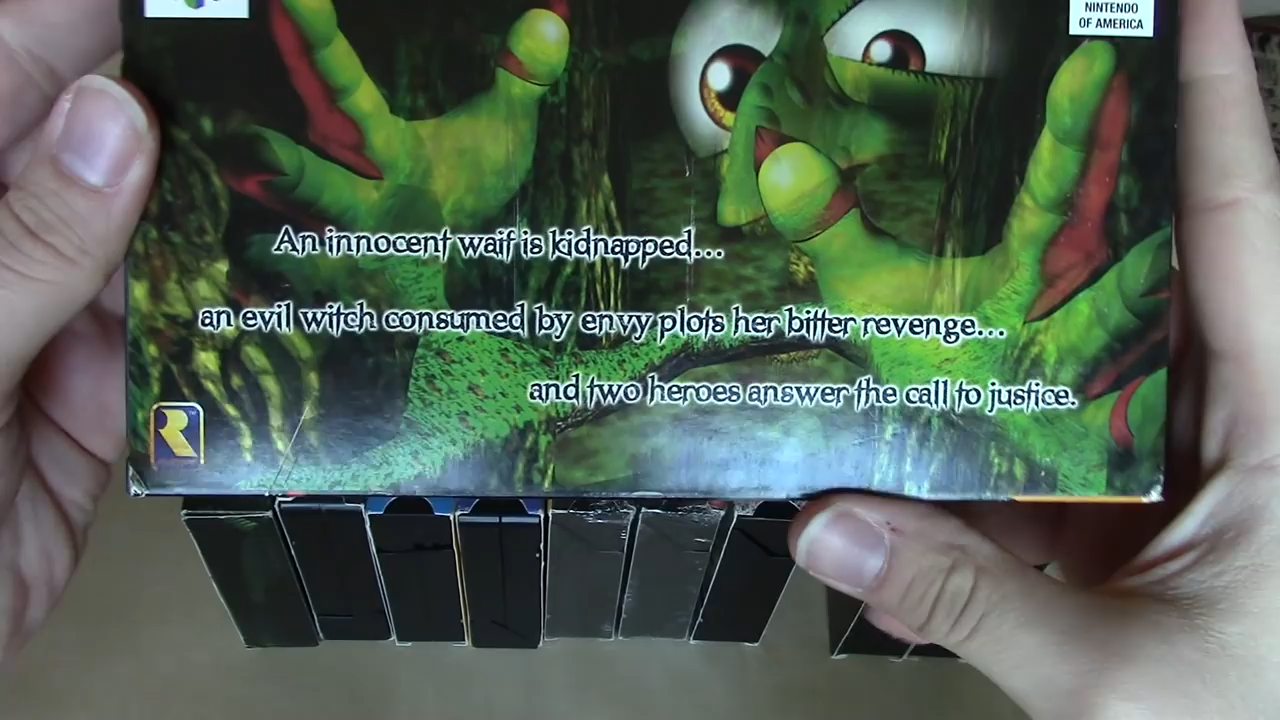 NINTENDO
OF AMERICA
An innocent waif is kidnapped...
an evil witch consumed by envy plots her bitter revenge...
and two heroes answer the call to justice.
R